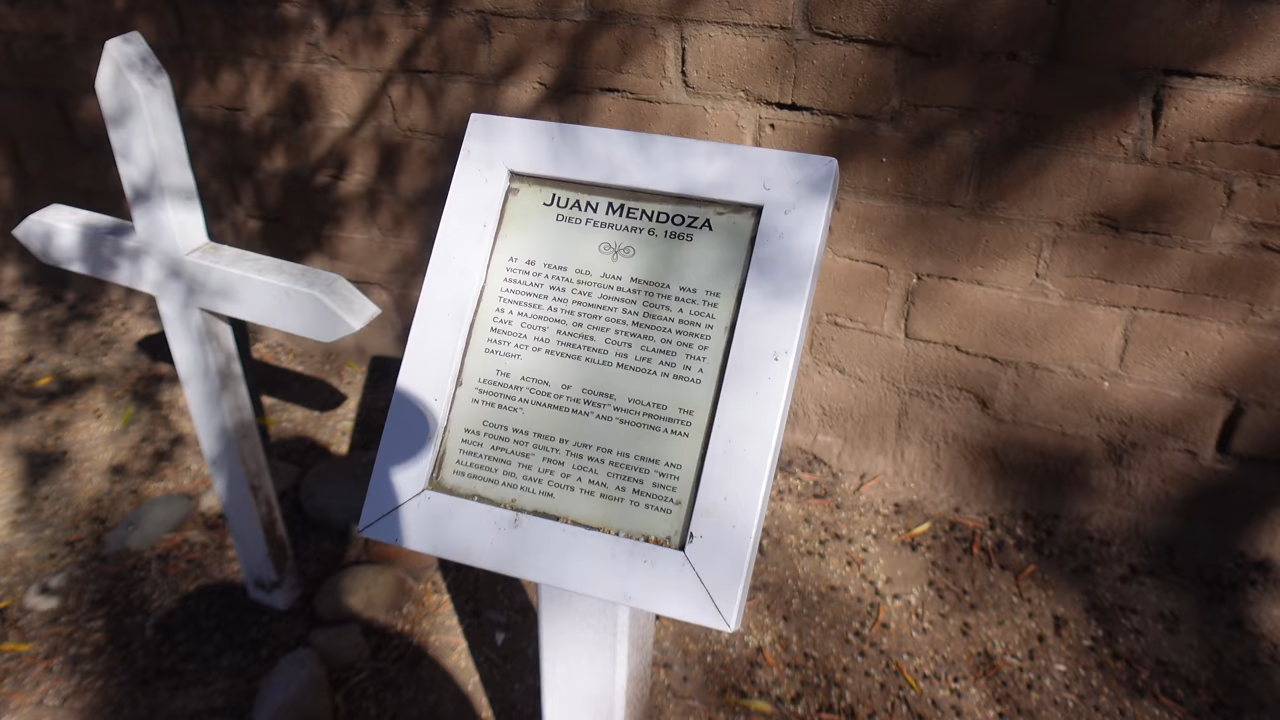 JUAN MENDOZA
DIED FEBRUARY 6, 1865
AT 46 YEARS OLD, JUAN MENDOZA WAS THE
VICTIM OF A FATAL SHOTGUN BLAST TO THE BACK. THE
ASSAILANT WAS CAVE JOHNSON COUTS, A LOCAL
LANDOWNER AND PROMINENT SAN DIEGAN BORN IN
TENNESSEE. AS THE STORY GOES, MENDOZA WORKED
AS A MAJORDOMO, OR CHIEF STEWARD, ON ONE OF
CAVE COUTS' RANCHES. COUTS CLAIMED THAT
MENDOZA HAD THREATENED HIS LIFE AND IN A
HASTY ACT OF REVENGE KILLED MENDOZA IN BROAD
DAYLIGHT.
THE ACTION, OF COURSE, VIOLATED THE
LEGENDARY "CODE OF THE WEST" WHICH PROHIBITED
"SHOOTING AN UNARMED MAN" AND "SHOOTING A MAN
IN THE BACK".
COUTS WAS TRIED BY JURY FOR HIS CRIME AND
WAS FOUND NOT GUILTY. THIS WAS RECEIVED "WITH
MUCH APPLAUSE" FROM LOCAL CITIZENS SINCE
THREATENING THE LIFE OF A MAN, AS MENDOZA
ALLEGEDLY DID, GAVE COUTS THE RIGHT TO STAND
HIS GROUND AND KILL HIM.